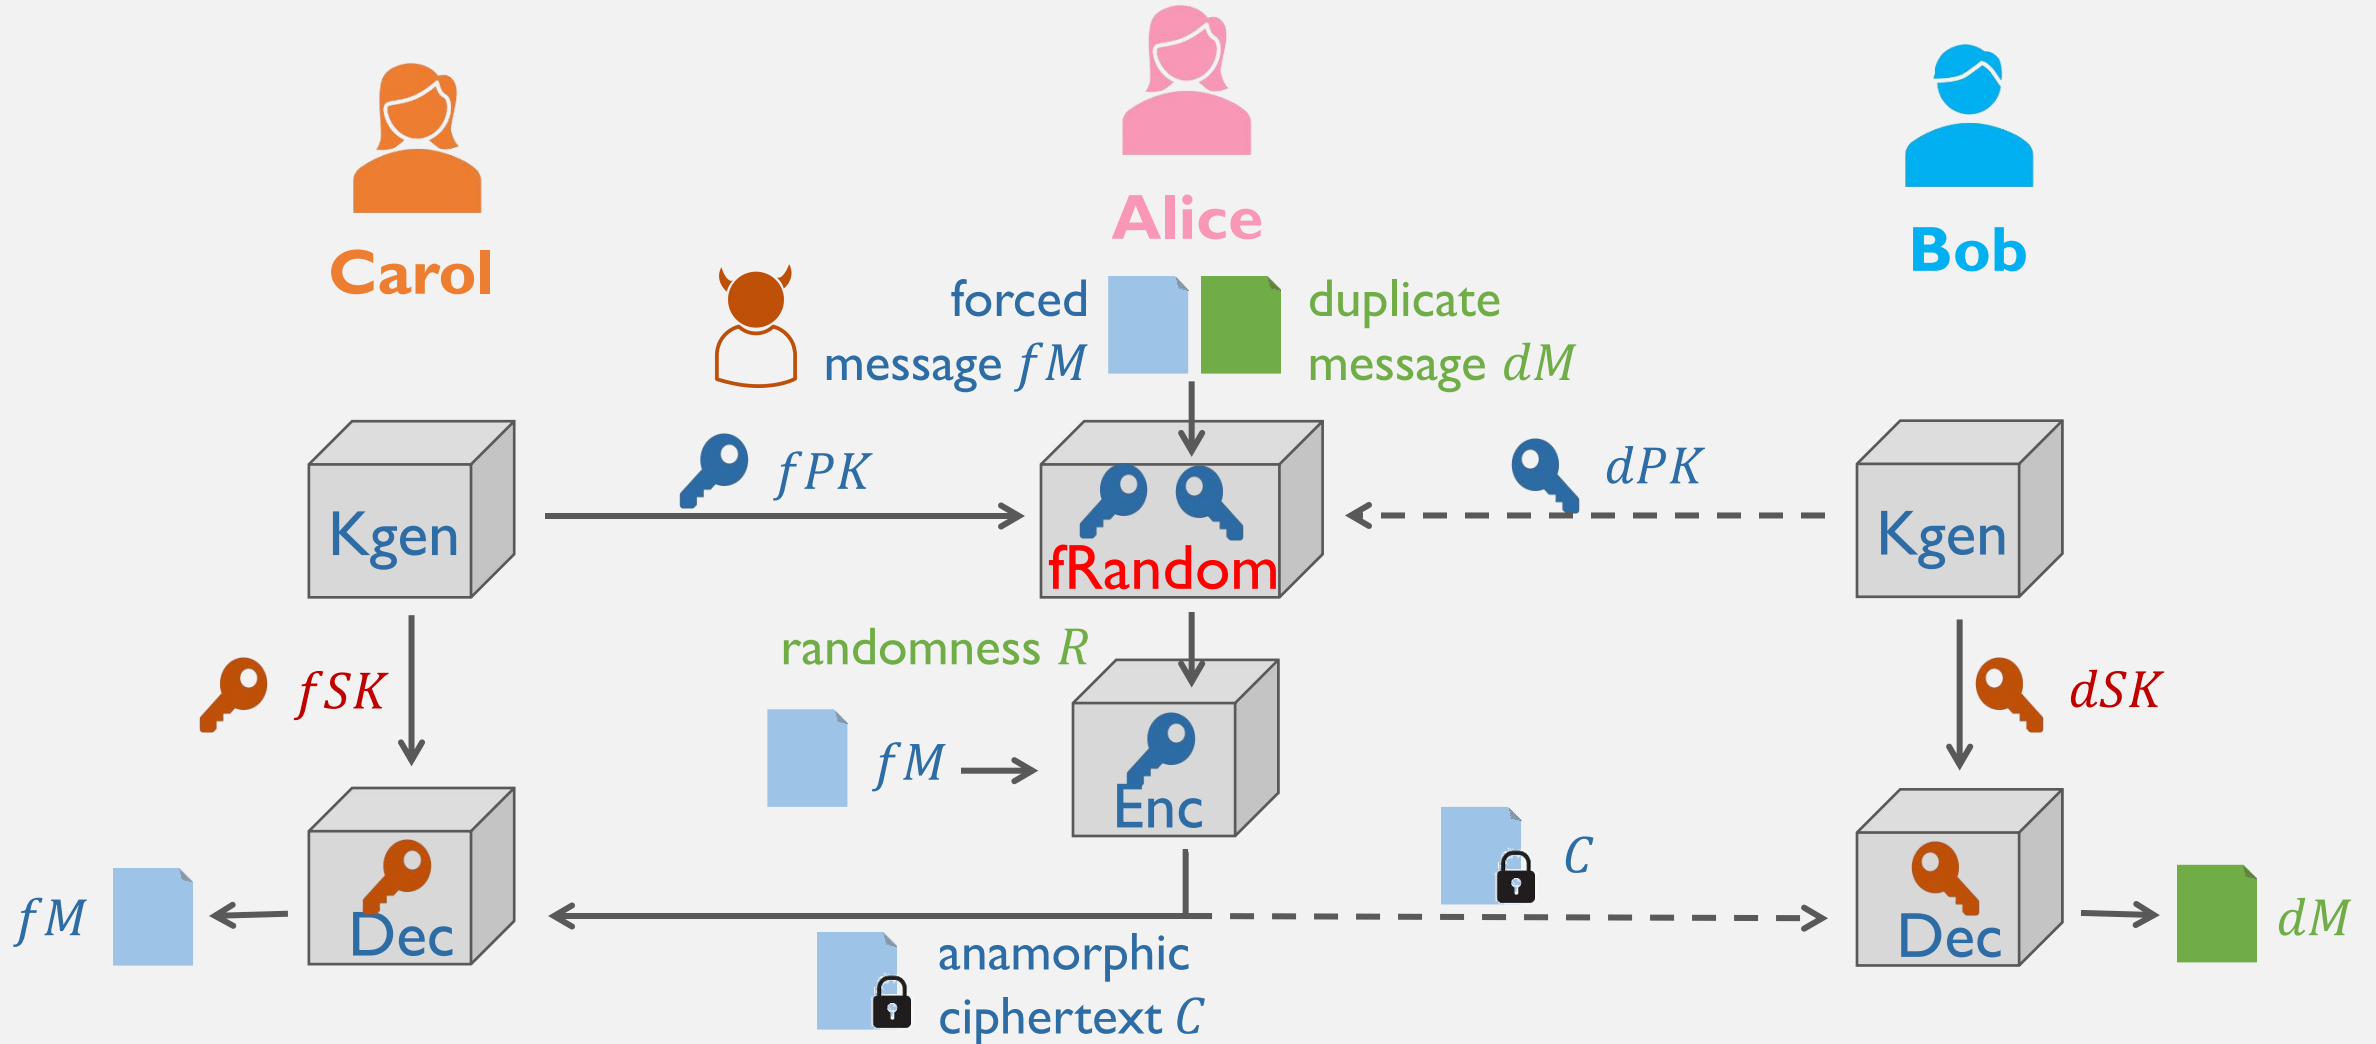 Carol
Alice
Bob
forced
message fM
duplicate
message dM
Kgen
fPK
fRandom
dPK
Kgen
randomness R
fSK
dSK
fM
Enc
C
fM
Dec
Dec
dM
anamorphic
ciphertext C